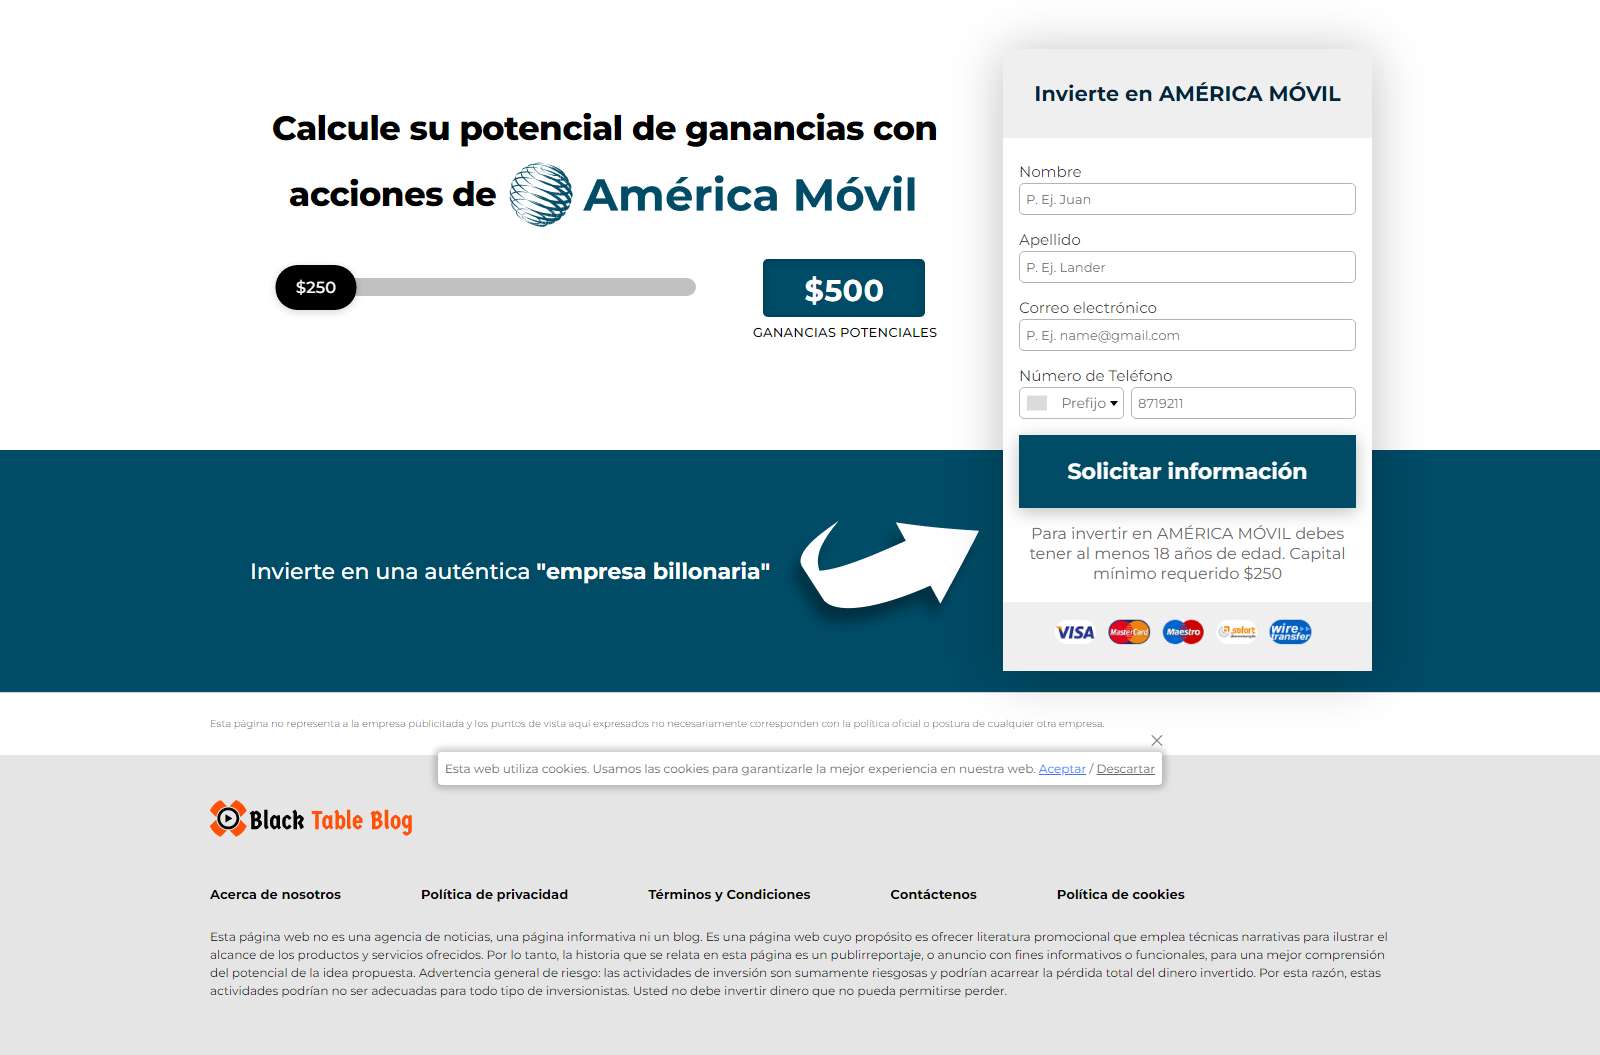 Calcule su potencial de ganancias con
acciones de América Móvil
$250
$500
GANANCIAS POTENCIALES
Invierte en AMÉRICA MÓVIL
Nombre
P. Ej. Juan
Apellido
P. Ej. Lander
Correo electrónico
P. Ej. name@gmail.com
Número de Teléfono
Prefijo 8719211
Solicitar información
Para invertir en AMÉRICA MÓVIL debes
tener al menos 18 años de edad. Capital
mínimo requerido $250
VISA MasterCard Maestro sofort wire transfer
Invierte en una auténtica "empresa billonaria"
Esta página no representa a la empresa publicitada y los puntos de vista aquí expresados no necesariamente corresponden con la política oficial o postura de cualquier otra empresa.
Esta web utiliza cookies. Usamos las cookies para garantizarle la mejor experiencia en nuestra web. Aceptar / Descartar
Black Table Blog
Acerca de nosotros Política de privacidad Términos y Condiciones Contáctenos Política de cookies
Esta página web no es una agencia de noticias, una página informativa ni un blog. Es una página web cuyo propósito es ofrecer literatura promocional que emplea técnicas narrativas para ilustrar el
alcance de los productos y servicios ofrecidos. Por lo tanto, la historia que se relata en esta página es un publirreportaje, o anuncio con fines informativos o funcionales, para una mejor comprensión
del potencial de la idea propuesta. Advertencia general de riesgo: las actividades de inversión son sumamente riesgosas y podrían acarrear la pérdida total del dinero invertido. Por esta razón, estas
actividades podrían no ser adecuadas para todo tipo de inversionistas. Usted no debe invertir dinero que no pueda permitirse perder.